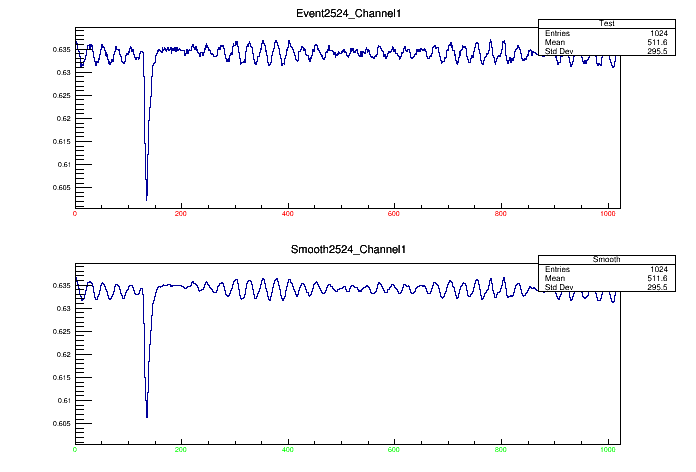 Event2524_Channel1
Test
Entries 1024
Mean 511.6
Std Dev 295.5
0.635
0.63
0.625
0.62
0.615
0.61
0.605
0 200 400 600 800 1000
Smooth2524_Channel1
Smooth
Entries 1024
Mean 511.6
Std Dev 295.5
0.635
0.63
0.625
0.62
0.615
0.61
0.605
0 200 400 600 800 1000